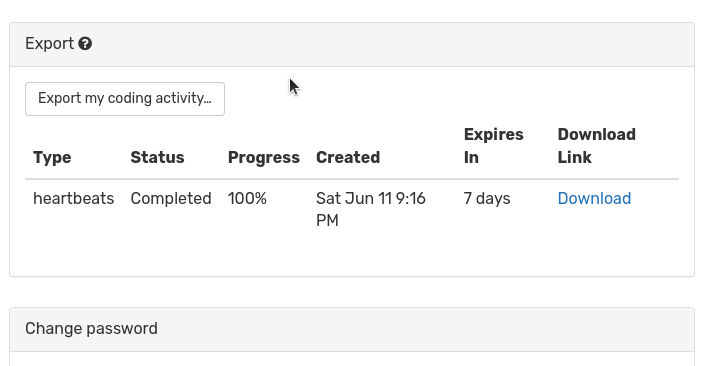 Export
Export my coding activity...
Type Status Progress Created Expires In Download Link
heartbeats Completed 100% Sat Jun 11 9:16 PM 7 days Download
Change password